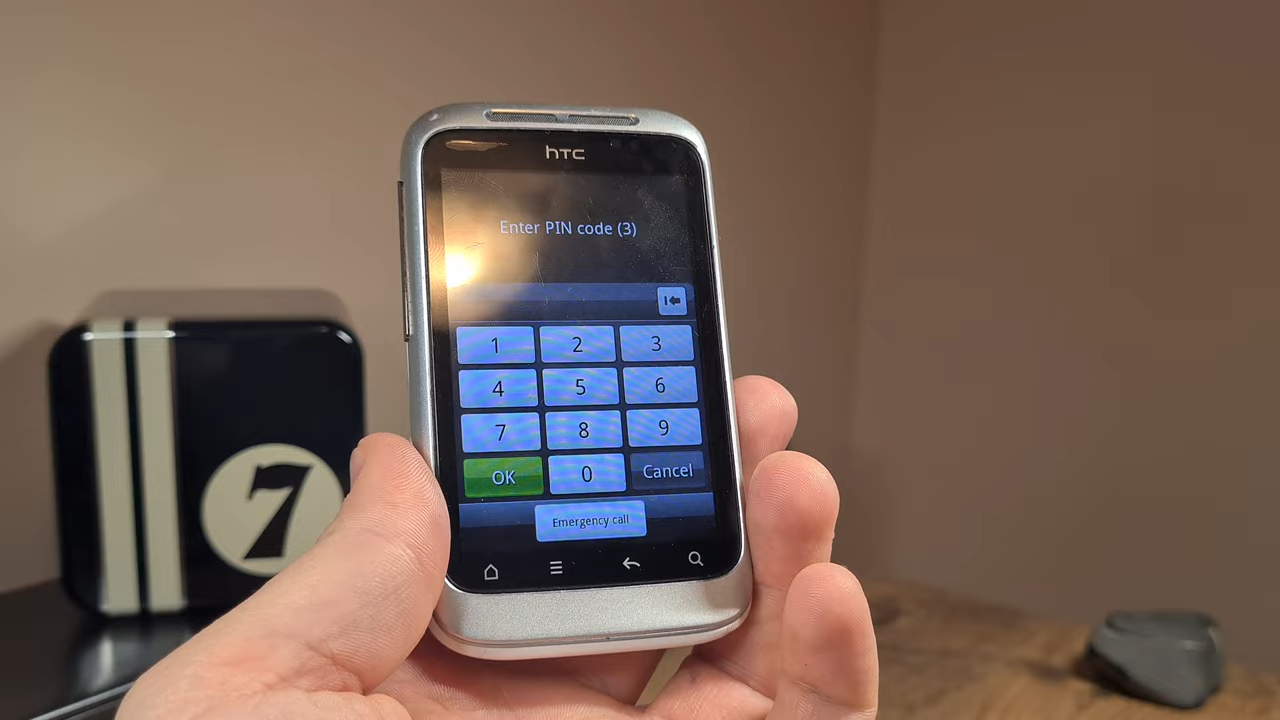 hTC
Enter PIN code (3)
1 2 3
4 5 6
7 8 9
OK 0 Cancel
Emergency call
7